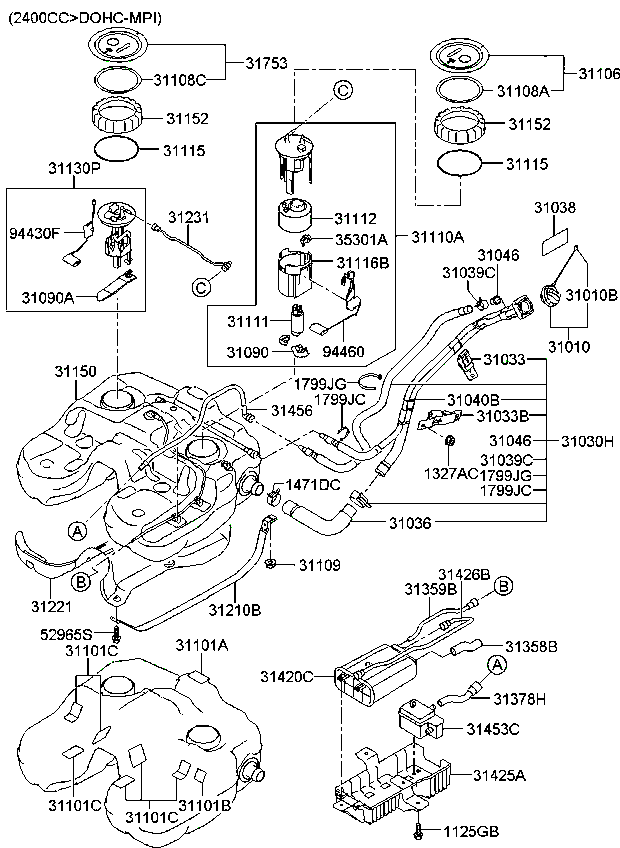 (2400CC>DOHC-MPI)
31753
31108C
31152
31115
31130P
94430F
31231
C
31090A
C
31112
35301A
31116B
31110A
31111
31090
94460
31106
31108A
31152
31115
31038
31046
31039C
31010B
31010
31033
1799JG
1799JC
31040B
31033B
31046
31030H
31039C
1327AC
1799JG
1799JC
31150
31456
1471DC
31036
A
B
31221
31109
31210B
52965S
31101C
31101A
31101C
31101C
31101B
31426B
31359B
B
31358B
31420C
A
31378H
31453C
31425A
1125GB